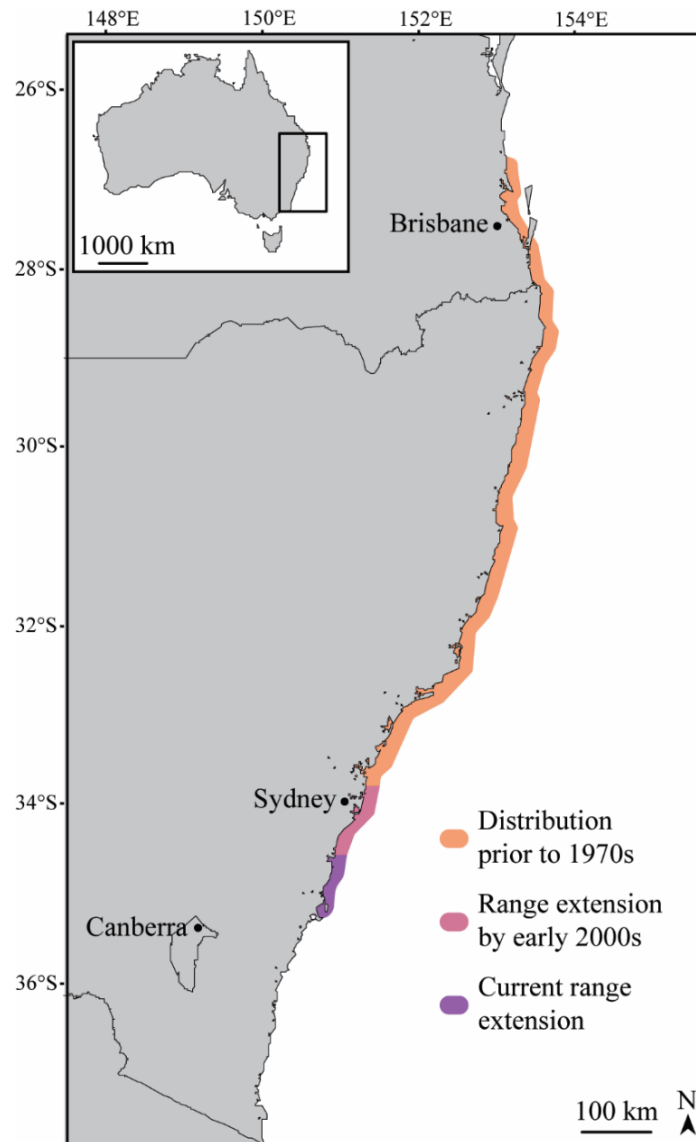 148°E 150°E 152°E 154°E
26°S
1000 km
Brisbane
28°S
30°S
32°S
34°S
Sydney
Distribution
prior to 1970s
Range extension
by early 2000s
Canberra
36°S
Current range
extension
100 km
N